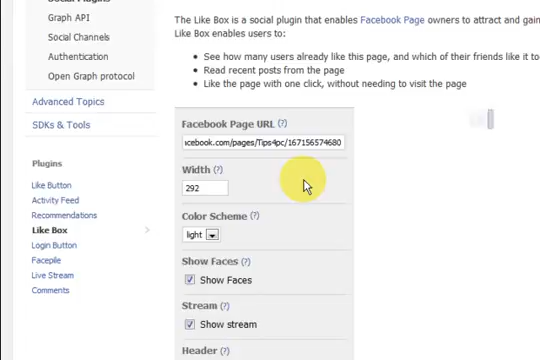 Graph API
Social Channels
Authentication
Open Graph protocol
Advanced Topics
SDKs & Tools
Plugins
Like Button
Activity Feed
Recommendations
Like Box
Login Button
Facepile
Live Stream
Comments
The Like Box is a social plugin that enables Facebook Page owners to attract and gain
Like Box enables users to:
• See how many users already like this page, and which of their friends like it to
• Read recent posts from the page
• Like the page with one click, without needing to visit the page
Facebook Page URL (?)
cebook.com/pages/Tips4pc/167156574680
Width (?)
292
Color Scheme (?)
light
Show Faces (?)
Show Faces
Stream (?)
Show stream
Header (?)